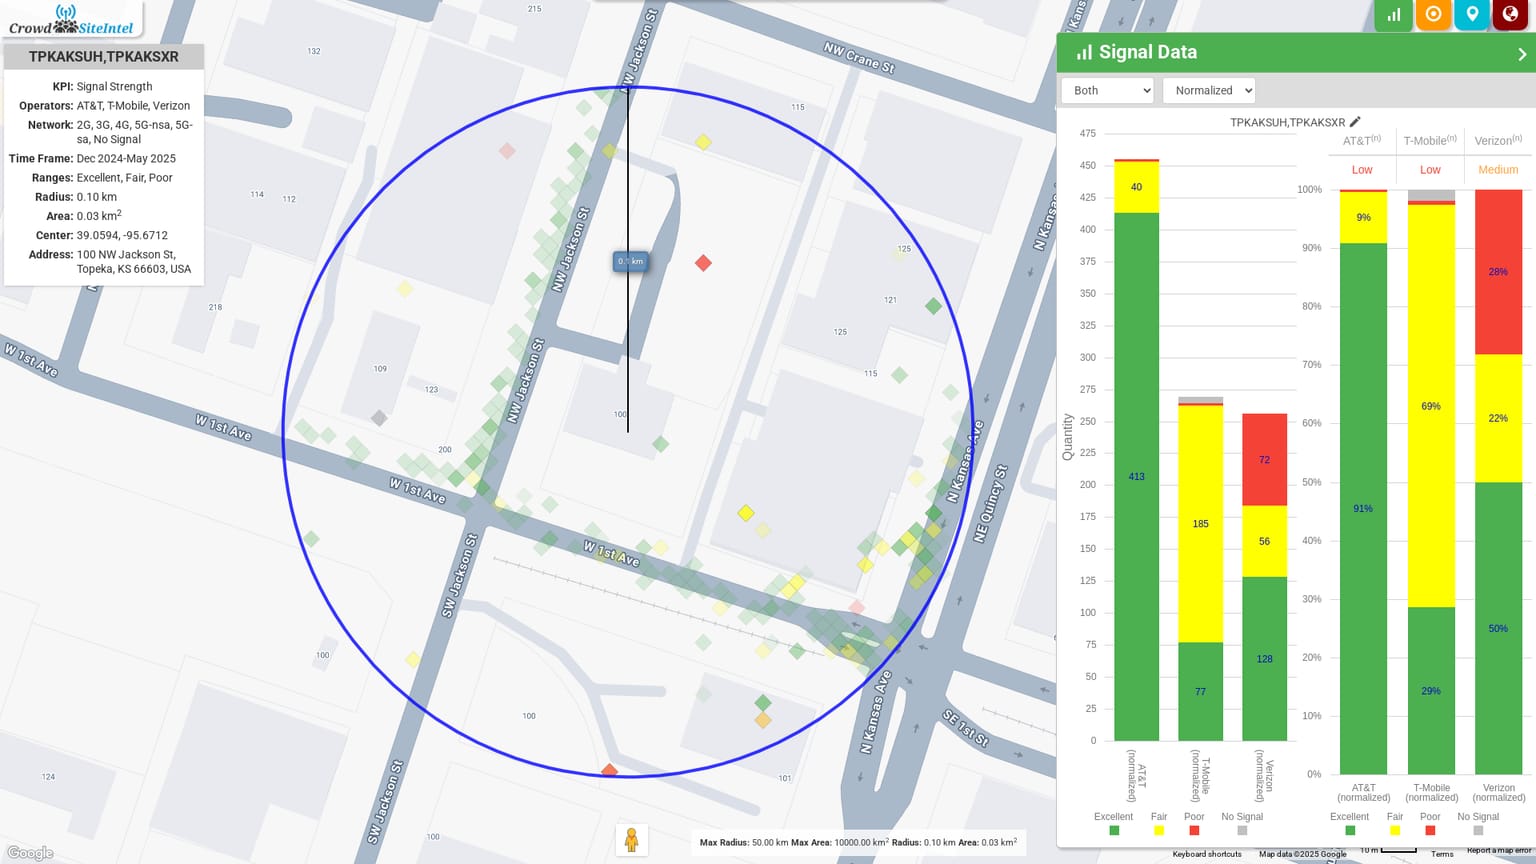 CrowdSiteIntel
TPKAKSUH,TPKAKSXR
KPI: Signal Strength
Operators: AT&T, T-Mobile, Verizon
Network: 2G, 3G, 4G, 5G-nsa, 5G-
sa, No Signal
Time Frame: Dec 2024-May 2025
Ranges: Excellent, Fair, Poor
Radius: 0.10 km
Area: 0.03 km2
Center: 39.0594, -95.6712
Address: 100 NW Jackson St,
Topeka, KS 66603, USA
215
132
114
112
218
109
123
200
100
115
125
121
125
115
100
100
101
124
100
NW Jackson St
NW Crane St
N Kansas
N Kansas
NW Jackson St
0.1 km
NW Jackson St
W 1st Ave
W 1st Ave
W 1st Ave
W 1st Ave
N Kansas Ave
NE Quincy St
SW Jackson St
SW Jackson St
N Kansas Ave
SE 1st St
Google
Max Radius: 50.00 km Max Area: 10000.00 km2 Radius: 0.10 km Area: 0.03 km2
Signal Data
Both
Normalized
TPKAKSUH,TPKAKSXR
Quantity
475
450
425
400
375
350
325
300
275
250
225
200
175
150
125
100
75
50
25
0
40
413
185
77
72
56
128
AT&T
(normalized)
T-Mobile
(normalized)
Verizon
(normalized)
Excellent Fair Poor No Signal
AT&T(n) T-Mobile(n) Verizon(n)
Low Low Medium
100%
90%
80%
70%
60%
50%
40%
30%
20%
10%
0%
9%
91%
69%
29%
28%
22%
50%
AT&T
(normalized)
T-Mobile
(normalized)
Verizon
(normalized)
Excellent Fair Poor No Signal
Keyboard shortcuts
Map data ©2025 Google
10 m
Terms
Report a map error